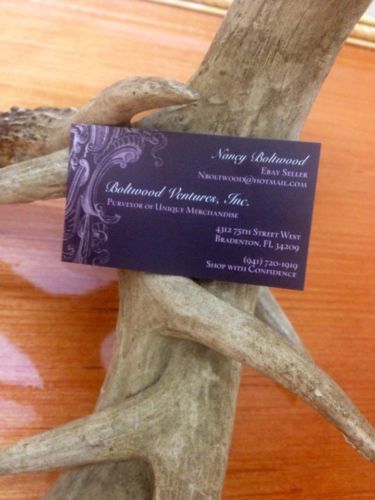 Nancy Boltwood
Ebay Seller
Nboltwood1@hotmail.com
Boltwood Ventures, Inc.
Purveyor of Unique Merchandise
4312 75th Street West
Bradenton, FL 34209
(941) 720-1919
Shop with Confidence